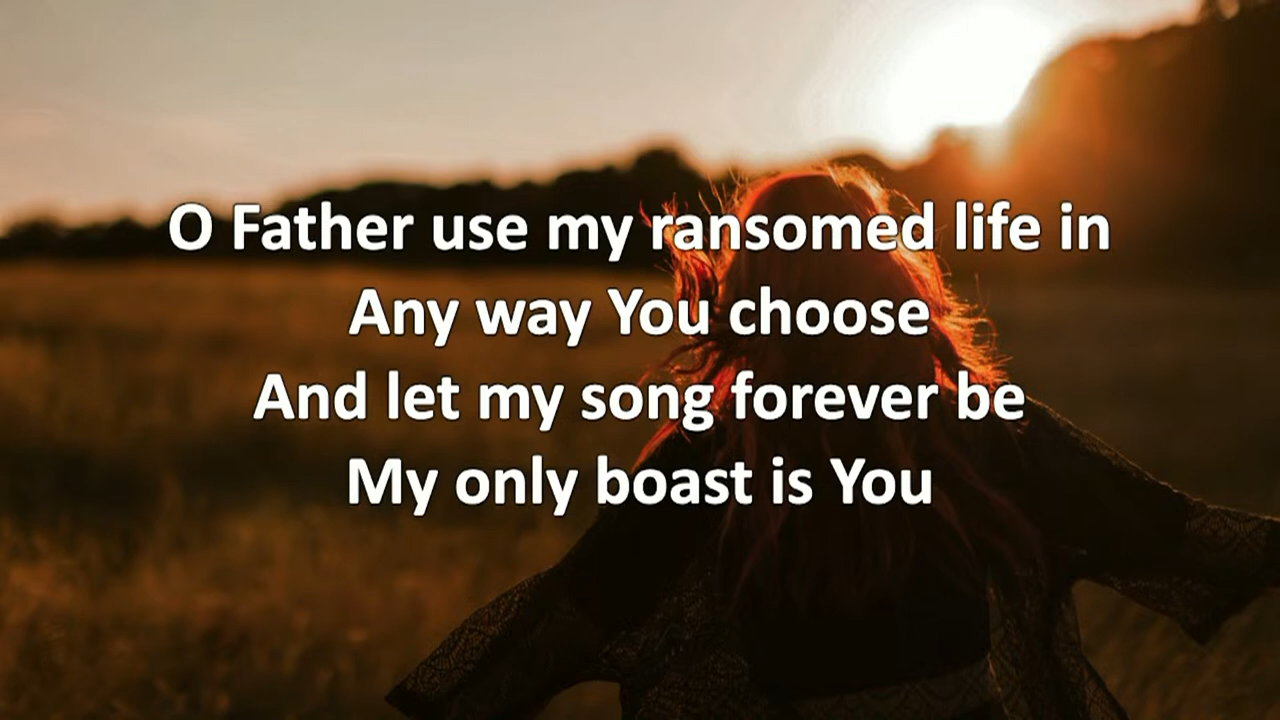 O Father use my ransomed life in
Any way You choose
And let my song forever be
My only boast is You